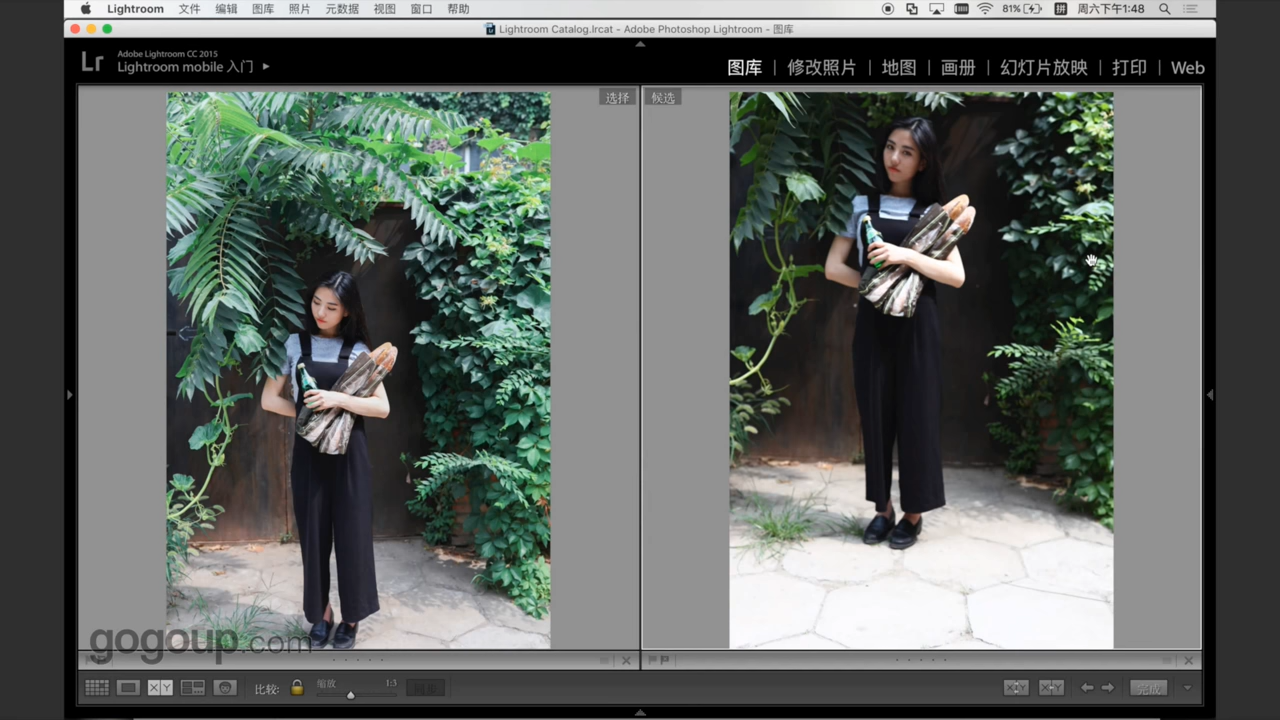 Lightroom 文件 编辑 图库 照片 元数据 视图 窗口 帮助 81% 拼 周六下午1:48
Lightroom Catalog.lrcat - Adobe Photoshop Lightroom - 图库
Lr
Adobe Lightroom CC 2015
Lightroom mobile 入门
图库 | 修改照片 | 地图 | 画册 | 幻灯片放映 | 打印 | Web
选择
候选
gogoup.com
XY 比较: 缩放 1:3 完成